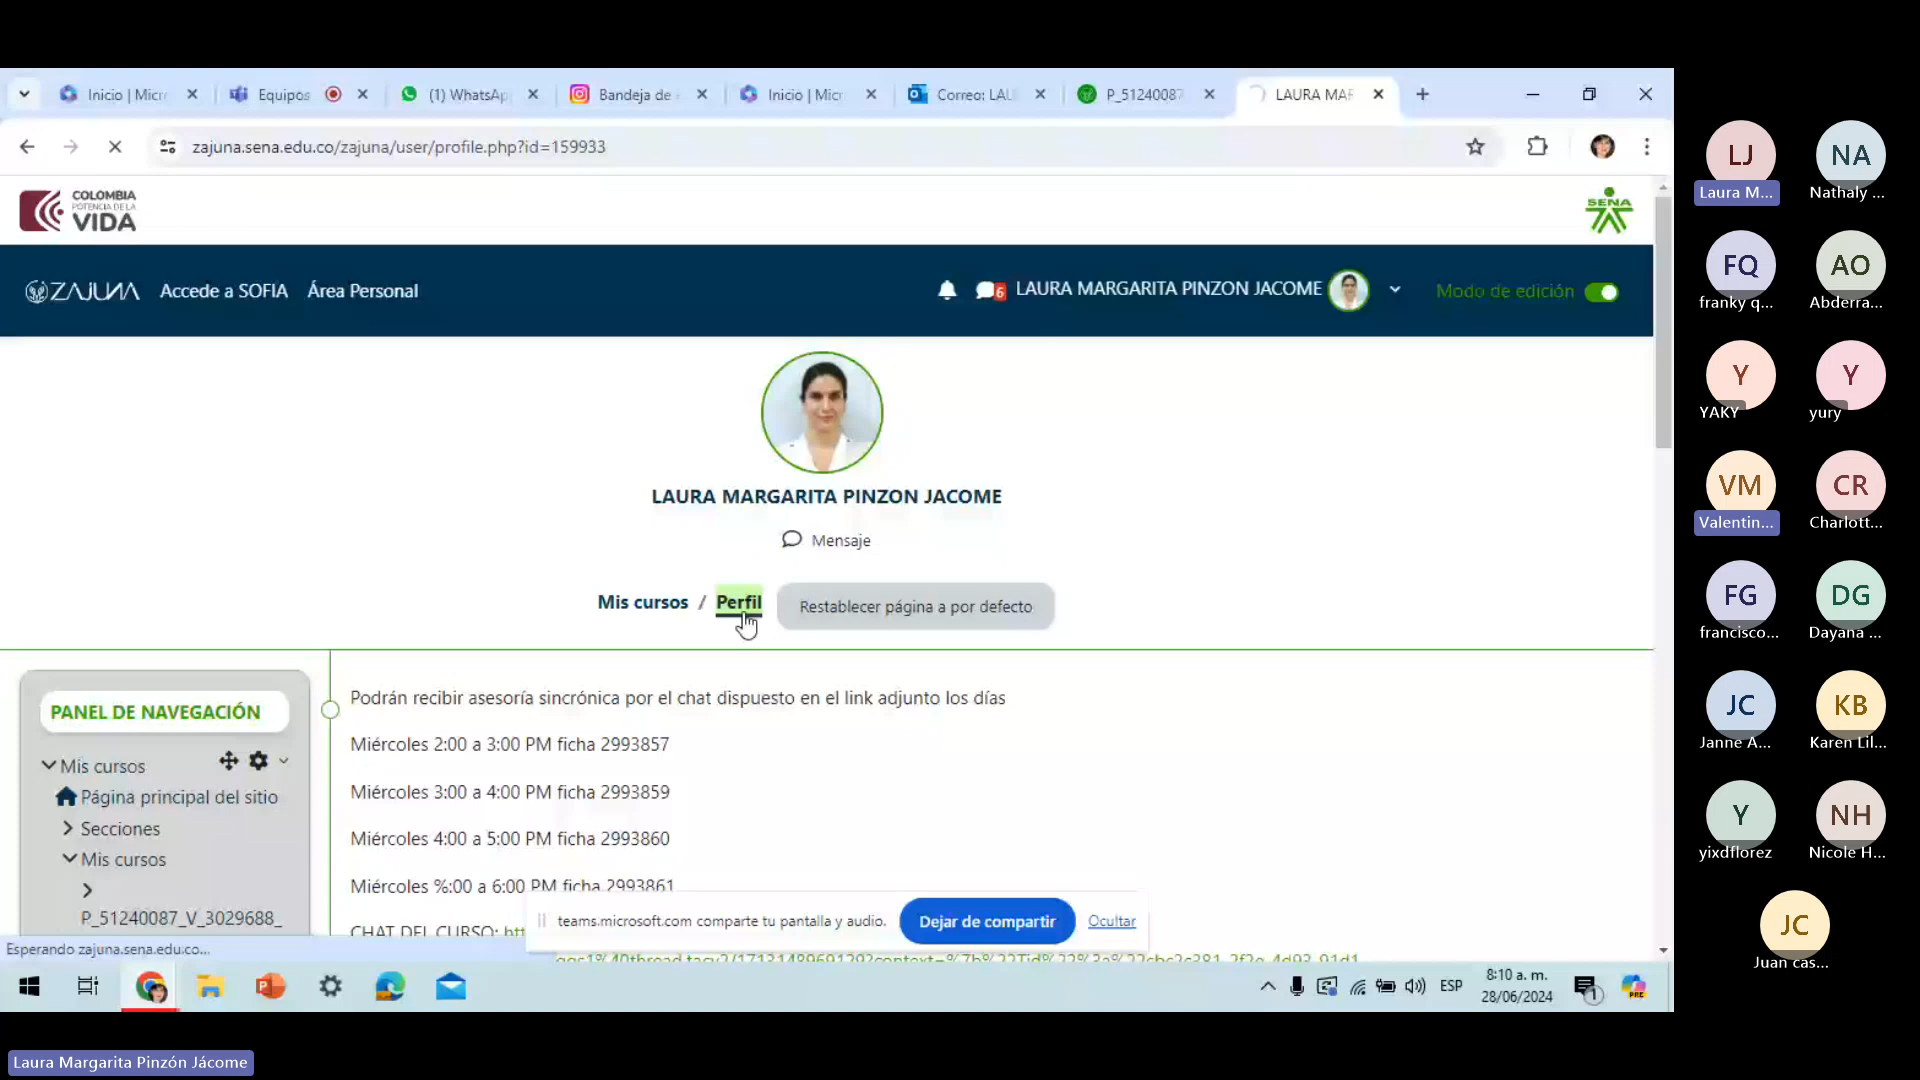 Inicio | Micr
Equipos
(1) WhatsAp
Bandeja de
Inicio | Micr
Correo: LAU
P_51240087
LAURA MAR
zajuna.sena.edu.co/zajuna/user/profile.php?id=159933
COLOMBIA
POTENCIA DE LA
VIDA
SENA
ZAJUNA
Accede a SOFIA
Área Personal
6
LAURA MARGARITA PINZON JACOME
Modo de edición
LAURA MARGARITA PINZON JACOME
Mensaje
Mis cursos / Perfil
Restablecer página a por defecto
PANEL DE NAVEGACIÓN
Mis cursos
Página principal del sitio
Secciones
Mis cursos
P_51240087_V_3029688_
Podrán recibir asesoría sincrónica por el chat dispuesto en el link adjunto los días
Miércoles 2:00 a 3:00 PM ficha 2993857
Miércoles 3:00 a 4:00 PM ficha 2993859
Miércoles 4:00 a 5:00 PM ficha 2993860
Miércoles %:00 a 6:00 PM ficha 2993861
CHAT DEL CURSO: htt
teams.microsoft.com comparte tu pantalla y audio.
Dejar de compartir
Ocultar
Esperando zajuna.sena.edu.co...
ESP
8:10 a. m.
28/06/2024
1
PRE
LJ
Laura M...
NA
Nathaly ...
FQ
franky q...
AO
Abderra...
Y
YAKY
Y
yury
VM
Valentin...
CR
Charlott...
FG
francisco...
DG
Dayana ...
JC
Janne A...
KB
Karen Lil...
Y
yixdflorez
NH
Nicole H...
JC
Juan cas...
Laura Margarita Pinzón Jácome